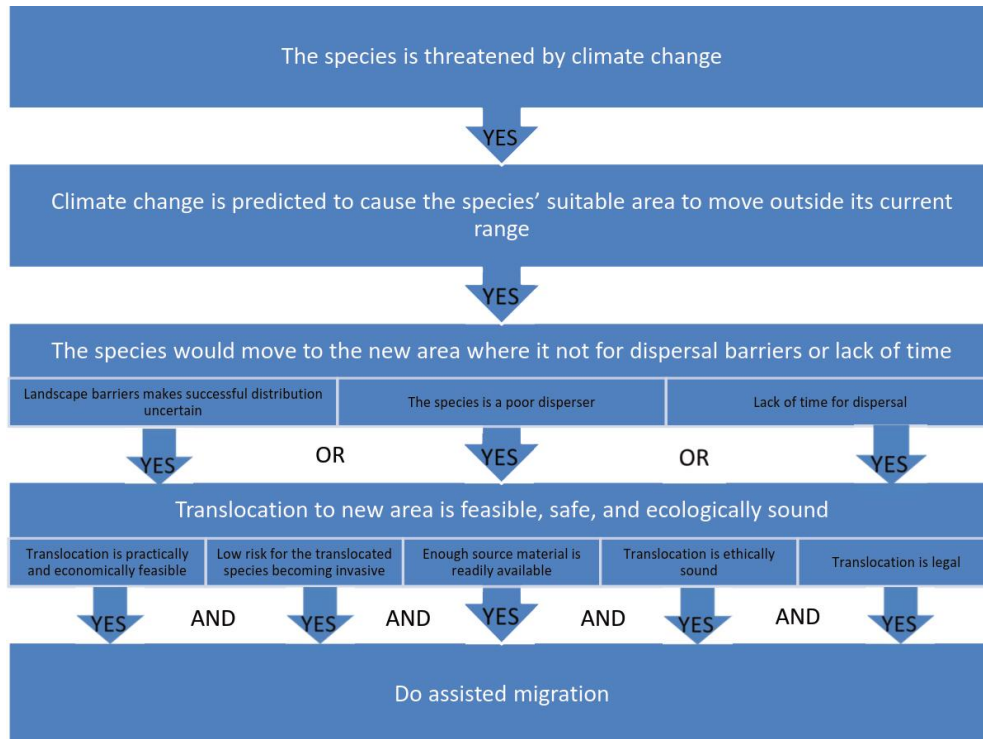 The species is threatened by climate change
YES
Climate change is predicted to cause the species’ suitable area to move outside its current
range
YES
The species would move to the new area where it not for dispersal barriers or lack of time
Landscape barriers makes successful distribution
uncertain
The species is a poor disperser
Lack of time for dispersal
YES
OR
YES
OR
YES
Translocation to new area is feasible, safe, and ecologically sound
Translocation is practically
and economically feasible
Low risk for the translocated
species becoming invasive
Enough source material is
readily available
Translocation is ethically
sound
Translocation is legal
YES
AND
YES
AND
YES
AND
YES
AND
YES
Do assisted migration